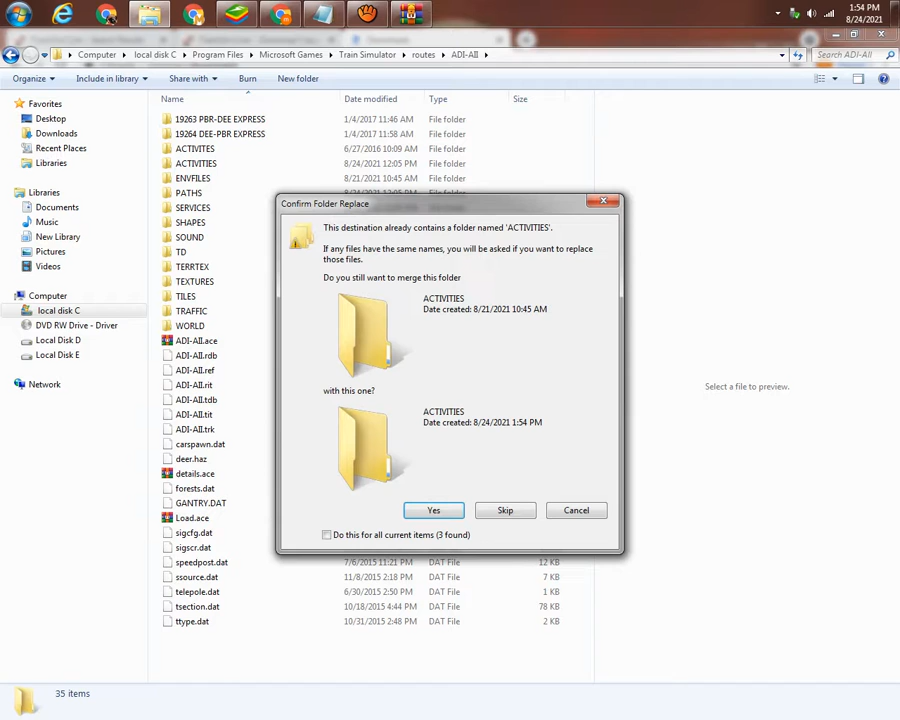 1:54 PM
8/24/2021
Computer
local disk C
Program Files
Microsoft Games
Train Simulator
routes
ADI-All
Search ADI-All
Organize
Include in library
Share with
Burn
New folder
Favorites
Desktop
Downloads
Recent Places
Libraries
Libraries
Documents
Music
New Library
Pictures
Videos
Computer
local disk C
DVD RW Drive - Driver
Local Disk D
Local Disk E
Network
Name Date modified Type Size
19263 PBR-DEE EXPRESS 1/4/2017 11:46 AM File folder
19264 DEE-PBR EXPRESS 1/4/2017 11:58 AM File folder
ACTIVITES 6/27/2016 10:09 AM File folder
ACTIVITIES 8/24/2021 12:05 PM File folder
ENVFILES 8/21/2021 10:45 AM File folder
PATHS 8/24/2021 12:05 PM File folder
SERVICES
SHAPES
SOUND
TD
TERRTEX
TEXTURES
TILES
TRAFFIC
WORLD
ADI-All.ace
ADI-All.rdb
ADI-All.ref
ADI-All.rit
ADI-All.tdb
ADI-All.tit
ADI-All.trk
carspawn.dat
deer.haz
details.ace
forests.dat
GANTRY.DAT
Load.ace
sigcfg.dat
sigscr.dat
speedpost.dat 7/6/2015 11:21 PM DAT File 12 KB
ssource.dat 11/8/2015 2:18 PM DAT File 7 KB
telepole.dat 6/30/2015 2:50 PM DAT File 1 KB
tsection.dat 10/18/2015 4:44 PM DAT File 78 KB
ttype.dat 10/31/2015 2:48 PM DAT File 2 KB
Confirm Folder Replace
This destination already contains a folder named 'ACTIVITIES'.
If any files have the same names, you will be asked if you want to replace
those files.
Do you still want to merge this folder
ACTIVITIES
Date created: 8/21/2021 10:45 AM
with this one?
ACTIVITIES
Date created: 8/24/2021 1:54 PM
Yes
Skip
Cancel
Do this for all current items (3 found)
Select a file to preview.
35 items